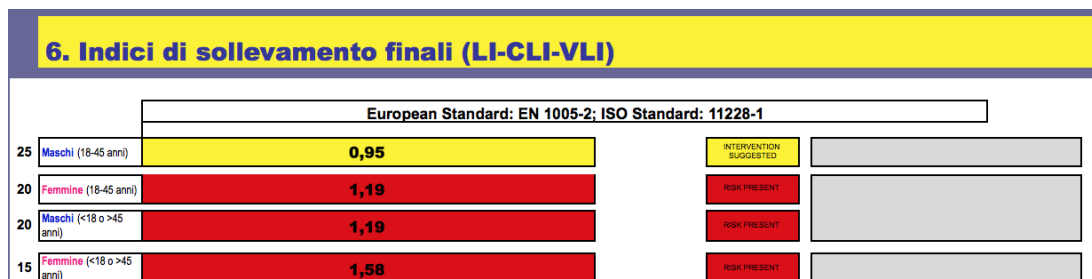 6. Indici di sollevamento finali (LI-CLI-VLI)
European Standard: EN 1005-2; ISO Standard: 11228-1
25 Maschi (18-45 anni) 0,95 INTERVENTION SUGGESTED
20 Femmine (18-45 anni) 1,19 RISK PRESENT
20 Maschi (<18 o >45 anni) 1,19 RISK PRESENT
15 Femmine (<18 o >45 anni) 1,58 RISK PRESENT